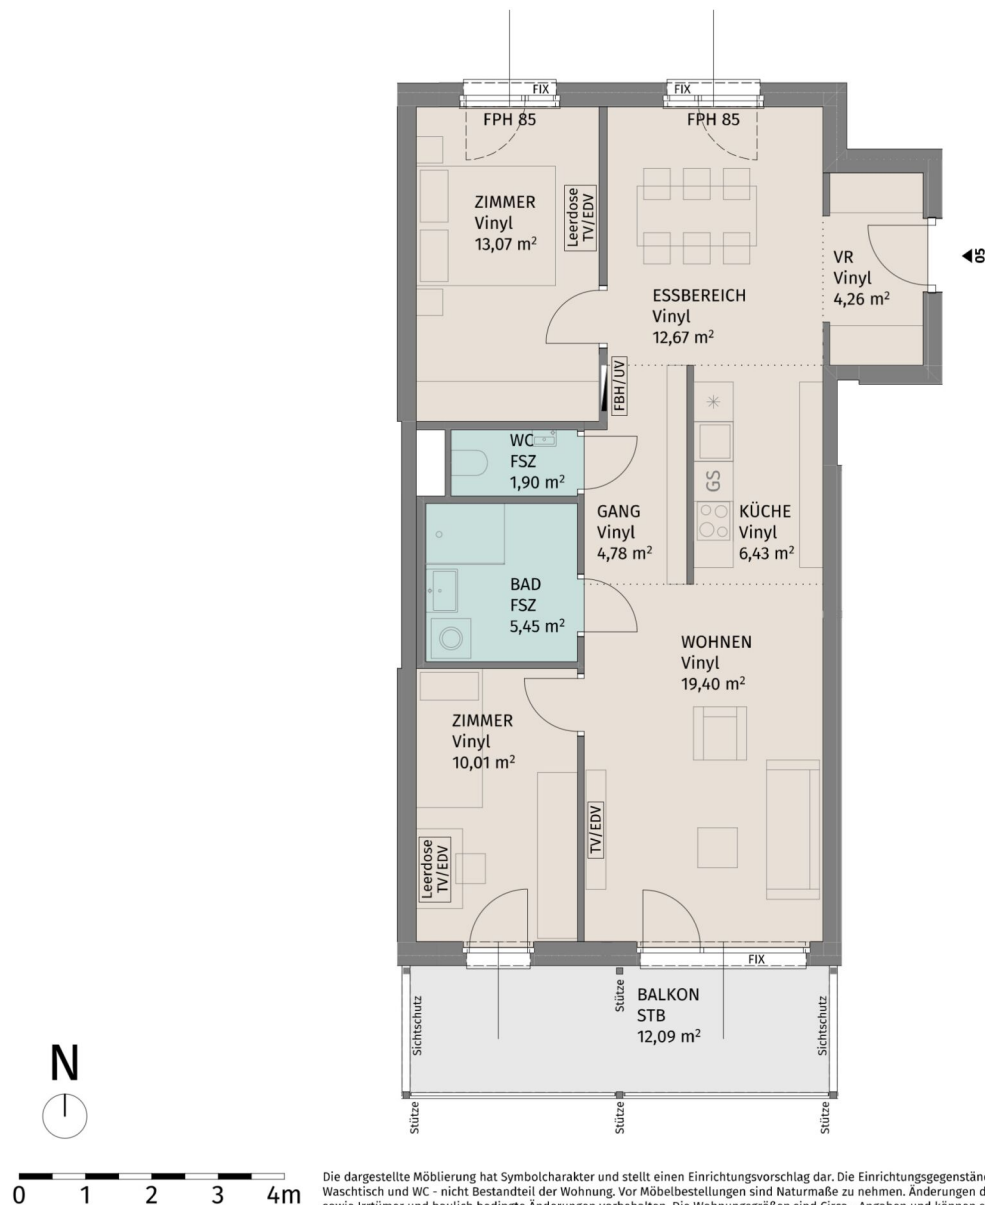 FIX
FIX
FPH 85
FPH 85
ZIMMER
Vinyl
13,07 m²
Leerdose
TV/EDV
VR
Vinyl
4,26 m²
05
ESSBEREICH
Vinyl
12,67 m²
FBH/UV
WC
FSZ
1,90 m²
GS
GANG
Vinyl
4,78 m²
KÜCHE
Vinyl
6,43 m²
BAD
FSZ
5,45 m²
WOHNEN
Vinyl
19,40 m²
ZIMMER
Vinyl
10,01 m²
TV/EDV
Leerdose
TV/EDV
FIX
BALKON
STB
12,09 m²
Stütze
Sichtschutz
Sichtschutz
Stütze
Stütze
Stütze
N
0 1 2 3 4m
Die dargestellte Möblierung hat Symbolcharakter und stellt einen Einrichtungsvorschlag dar. Die Einrichtungsgegenstän
Waschtisch und WC - nicht Bestandteil der Wohnung. Vor Möbelbestellungen sind Naturmaße zu nehmen. Änderungen d